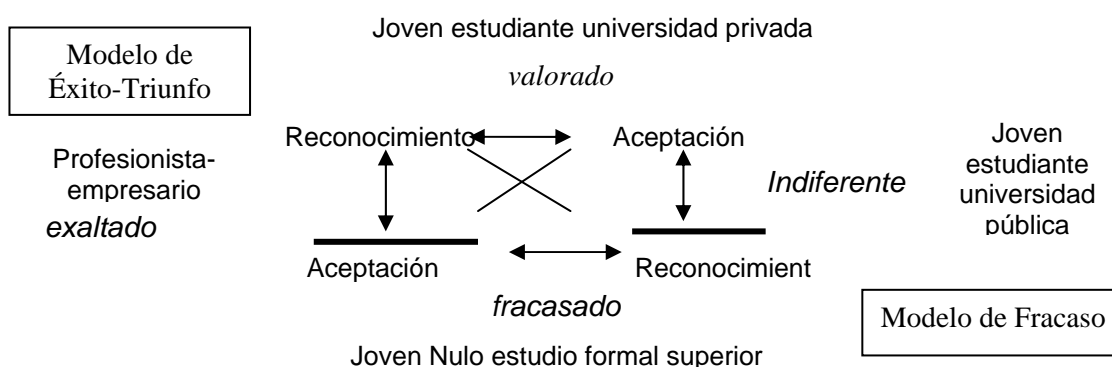 Joven estudiante universidad privada
Modelo de
Éxito-Triunfo
valorado
Reconocimiento
Aceptación
Profesionista-
empresario
exaltado
Indiferente
Joven
estudiante
universidad
pública
Aceptación
Reconocimient
fracasado
Modelo de Fracaso
Joven Nulo estudio formal superior